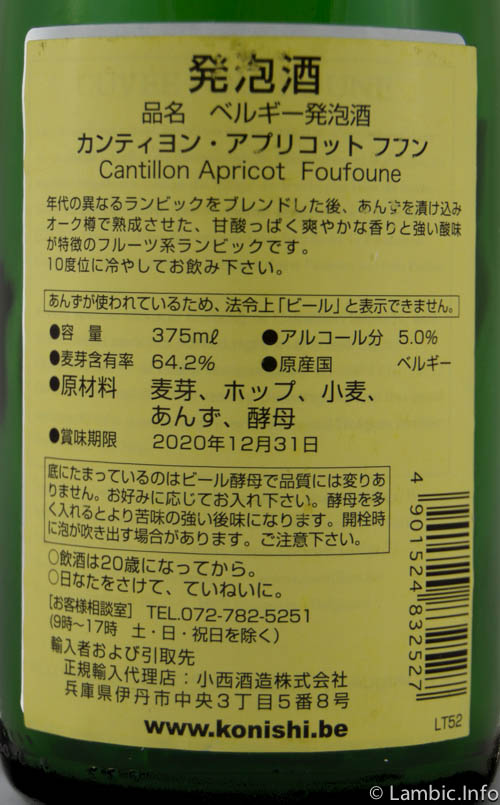 発泡酒
品名 ベルギー発泡酒
カンティヨン・アプリコット フフン
Cantillon Apricot Foufoune
年代の異なるランビックをブレンドした後、あんずを漬け込み
オーク樽で熟成させた、甘酸っぱく爽やかな香りと強い酸味
が特徴のフルーツ系ランビックです。
10度位に冷やしてお飲み下さい。
あんずが使われているため、法令上「ビール」と表示できません。
●容量 375mℓ ●アルコール分 5.0%
●麦芽含有率 64.2% ●原産国 ベルギー
●原材料 麦芽、ホップ、小麦、
あんず、酵母
●賞味期限 2020年12月31日
底にたまっているのはビール酵母で品質には変りあ
りません。お好みに応じてお入れ下さい。酵母を多
く入れるとより苦味の強い後味になります。開栓時
に泡が吹き出す場合があります。ご注意下さい。
○飲酒は20歳になってから。
○日なたをさけて、ていねいに。
[お客様相談室] TEL.072-782-5251
(9時〜17時 土・日・祝日を除く)
輸入者および引取先
正規輸入代理店：小西酒造株式会社
兵庫県伊丹市中央3丁目5番8号
www.konishi.be
4 901524 832527
LT52
© Lambic.Info